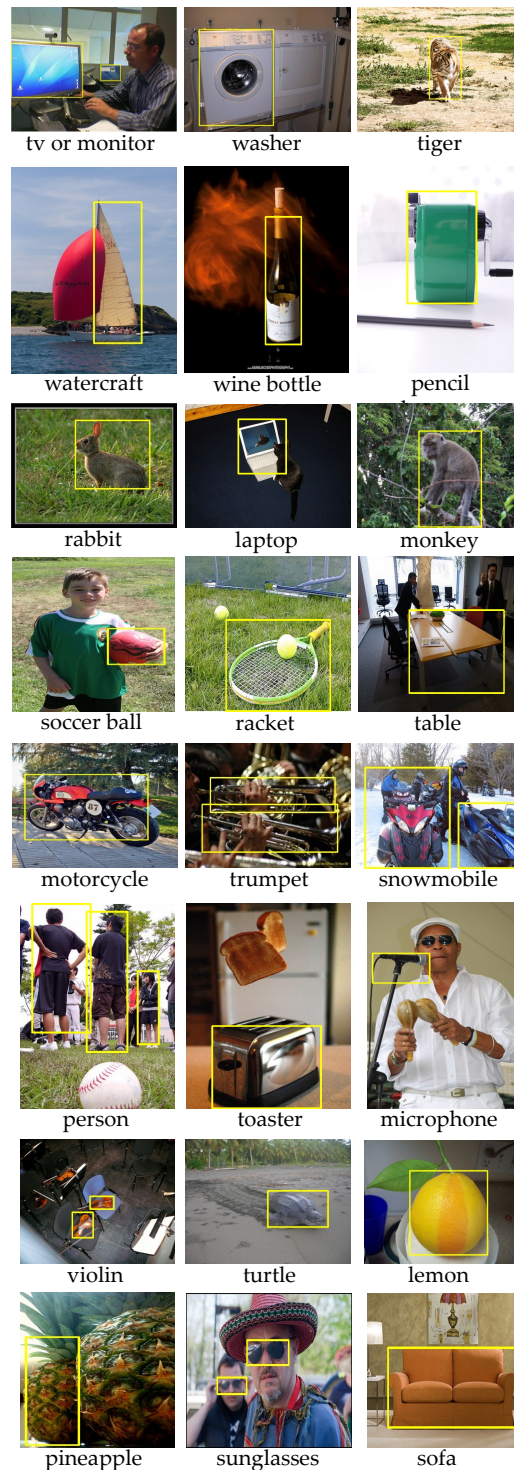 tv or monitor
washer
tiger
watercraft
wine bottle
pencil
rabbit
laptop
monkey
soccer ball
racket
table
87
motorcycle
trumpet
snowmobile
person
toaster
microphone
violin
turtle
lemon
pineapple
sunglasses
sofa